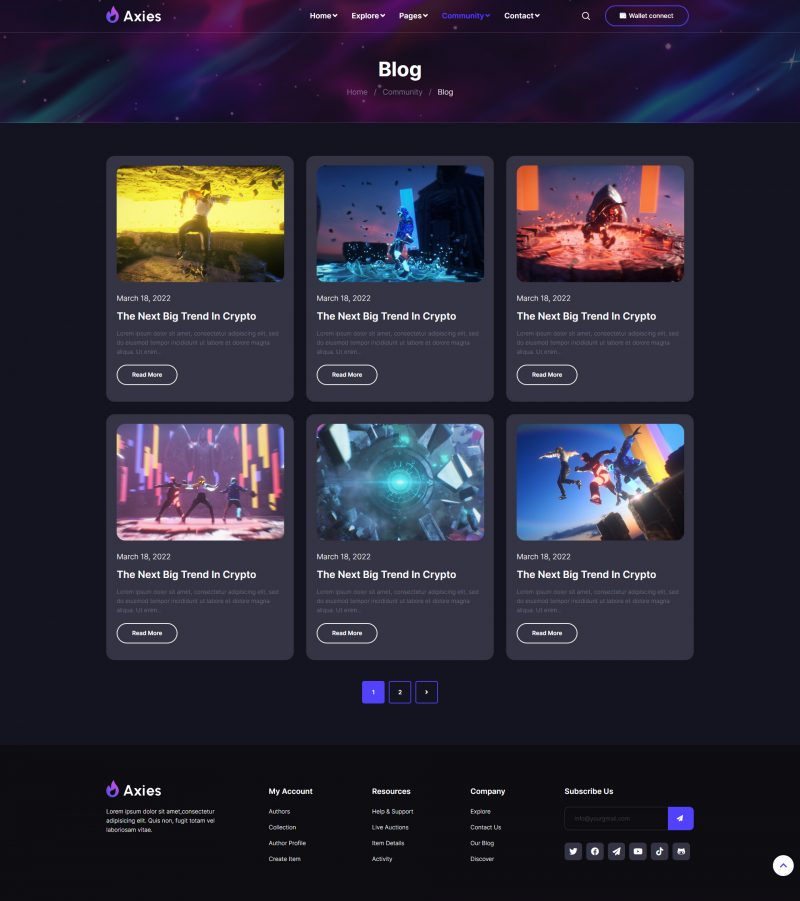 Axies
Home Explore Pages Community Contact
Wallet connect
Blog
Home / Community / Blog
March 18, 2022
The Next Big Trend In Crypto
Lorem ipsum dolor sit amet, consectetur adipiscing elit, sed
do eiusmod tempor incididunt ut labore et dolore magna
aliqua. Ut enim...
Read More
March 18, 2022
The Next Big Trend In Crypto
Lorem ipsum dolor sit amet, consectetur adipiscing elit, sed
do eiusmod tempor incididunt ut labore et dolore magna
aliqua. Ut enim...
Read More
March 18, 2022
The Next Big Trend In Crypto
Lorem ipsum dolor sit amet, consectetur adipiscing elit, sed
do eiusmod tempor incididunt ut labore et dolore magna
aliqua. Ut enim...
Read More
March 18, 2022
The Next Big Trend In Crypto
Lorem ipsum dolor sit amet, consectetur adipiscing elit, sed
do eiusmod tempor incididunt ut labore et dolore magna
aliqua. Ut enim...
Read More
March 18, 2022
The Next Big Trend In Crypto
Lorem ipsum dolor sit amet, consectetur adipiscing elit, sed
do eiusmod tempor incididunt ut labore et dolore magna
aliqua. Ut enim...
Read More
March 18, 2022
The Next Big Trend In Crypto
Lorem ipsum dolor sit amet, consectetur adipiscing elit, sed
do eiusmod tempor incididunt ut labore et dolore magna
aliqua. Ut enim...
Read More
1 2
Axies
Lorem ipsum dolor sit amet,consectetur
adipisicing elit. Quis non, fugit totam vel
laboriosam vitae.
My Account
Authors
Collection
Author Profile
Create Item
Resources
Help & Support
Live Auctions
Item Details
Activity
Company
Explore
Contact Us
Our Blog
Discover
Subscribe Us
info@yourgmail.com